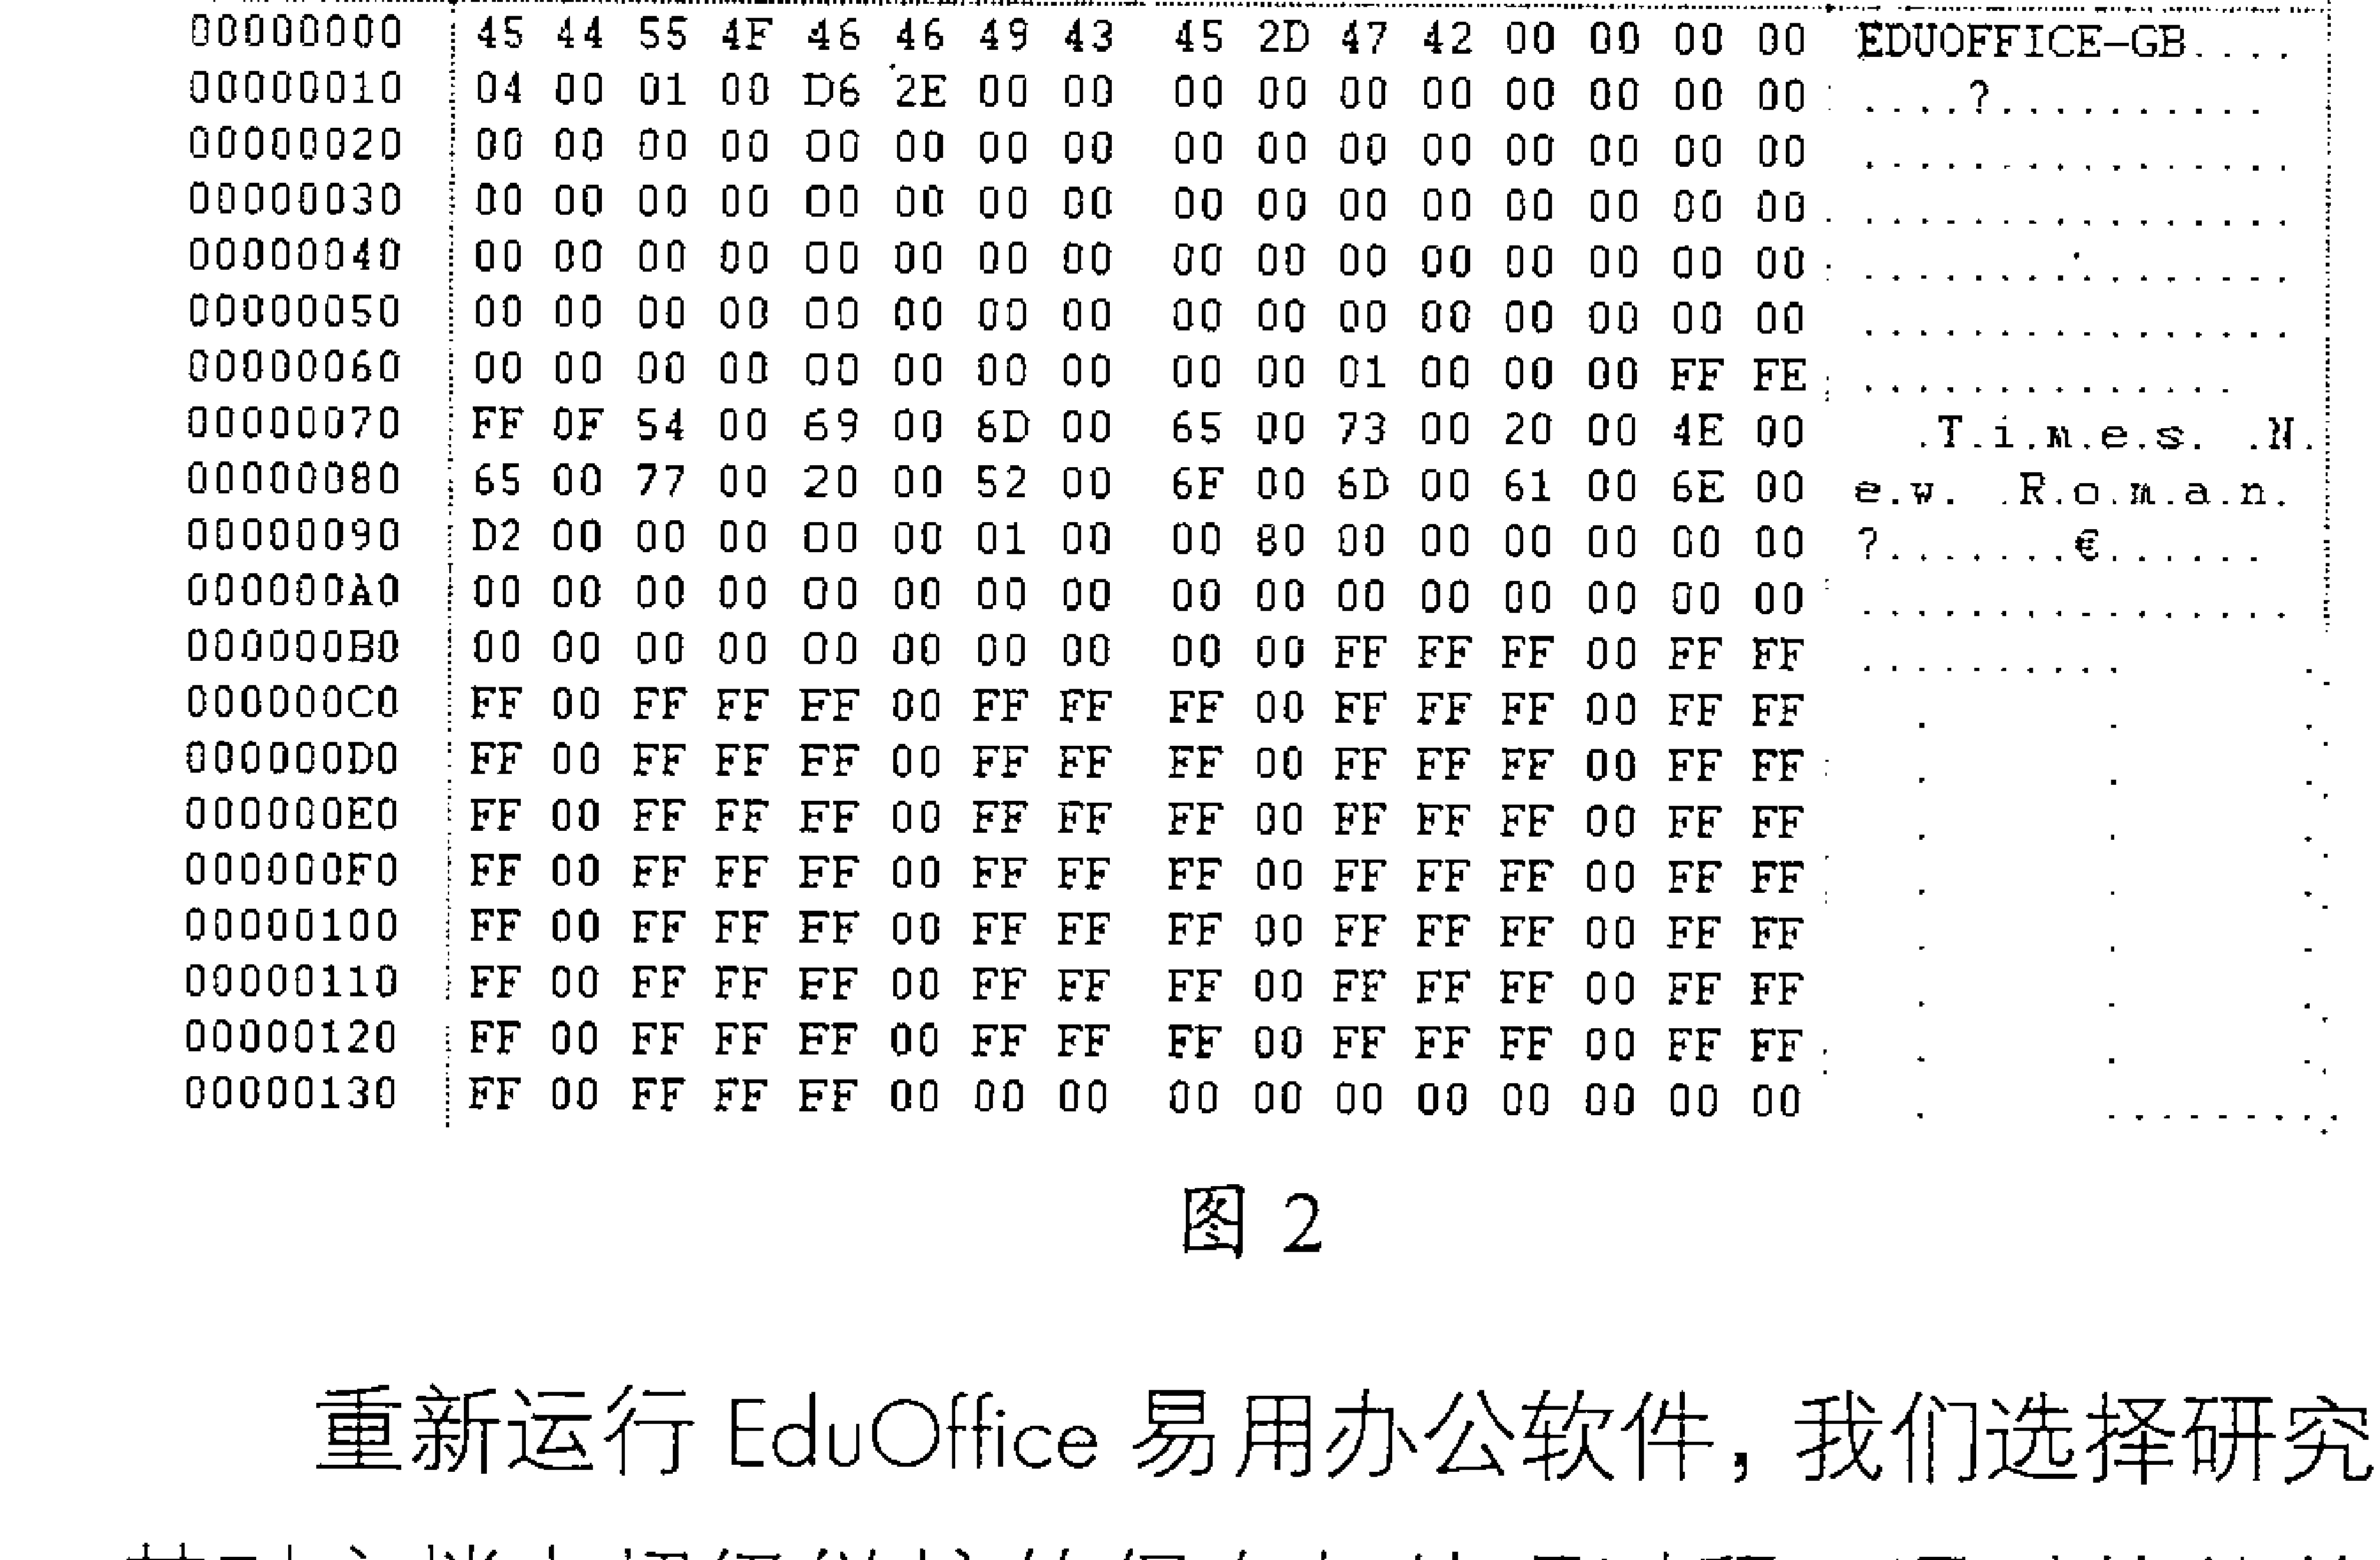 00000000 45 44 55 4F 46 46 49 43 45 2D 47 42 00 00 00 00 EDUOFFICE-GB....
00000010 04 00 01 00 D6 2E 00 00 00 00 00 00 00 00 00 00 ....?..........
00000020 00 00 00 00 00 00 00 00 00 00 00 00 00 00 00 00 ................
00000030 00 00 00 00 00 00 00 00 00 00 00 00 00 00 00 00 ................
00000040 00 00 00 00 00 00 00 00 00 00 00 00 00 00 00 00 ................
00000050 00 00 00 00 00 00 00 00 00 00 00 00 00 00 00 00 ................
00000060 00 00 00 00 00 00 00 00 00 00 01 00 00 00 FF FE ..............
00000070 FF 0F 54 00 69 00 6D 00 65 00 73 00 20 00 4E 00 .T.i.m.e.s. .N.
00000080 65 00 77 00 20 00 52 00 6F 00 6D 00 61 00 6E 00 e.w. .R.o.m.a.n.
00000090 D2 00 00 00 00 00 01 00 00 80 00 00 00 00 00 00 ?.......€......
000000A0 00 00 00 00 00 00 00 00 00 00 00 00 00 00 00 00 ................
000000B0 00 00 00 00 00 00 00 00 00 00 FF FF FF 00 FF FF .......... .
000000C0 FF 00 FF FF FF 00 FF FF FF 00 FF FF FF 00 FF FF . . .
000000D0 FF 00 FF FF FF 00 FF FF FF 00 FF FF FF 00 FF FF . . .
000000E0 FF 00 FF FF FF 00 FF FF FF 00 FF FF FF 00 FF FF . . .
000000F0 FF 00 FF FF FF 00 FF FF FF 00 FF FF FF 00 FF FF . . .
00000100 FF 00 FF FF FF 00 FF FF FF 00 FF FF FF 00 FF FF . . .
00000110 FF 00 FF FF FF 00 FF FF FF 00 FF FF FF 00 FF FF . . .
00000120 FF 00 FF FF FF 00 FF FF FF 00 FF FF FF 00 FF FF . . .
00000130 FF 00 FF FF FF 00 00 00 00 00 00 00 00 00 00 00 . .........
图 2
重新运行 EduOffice 易用办公软件，我们选择研究